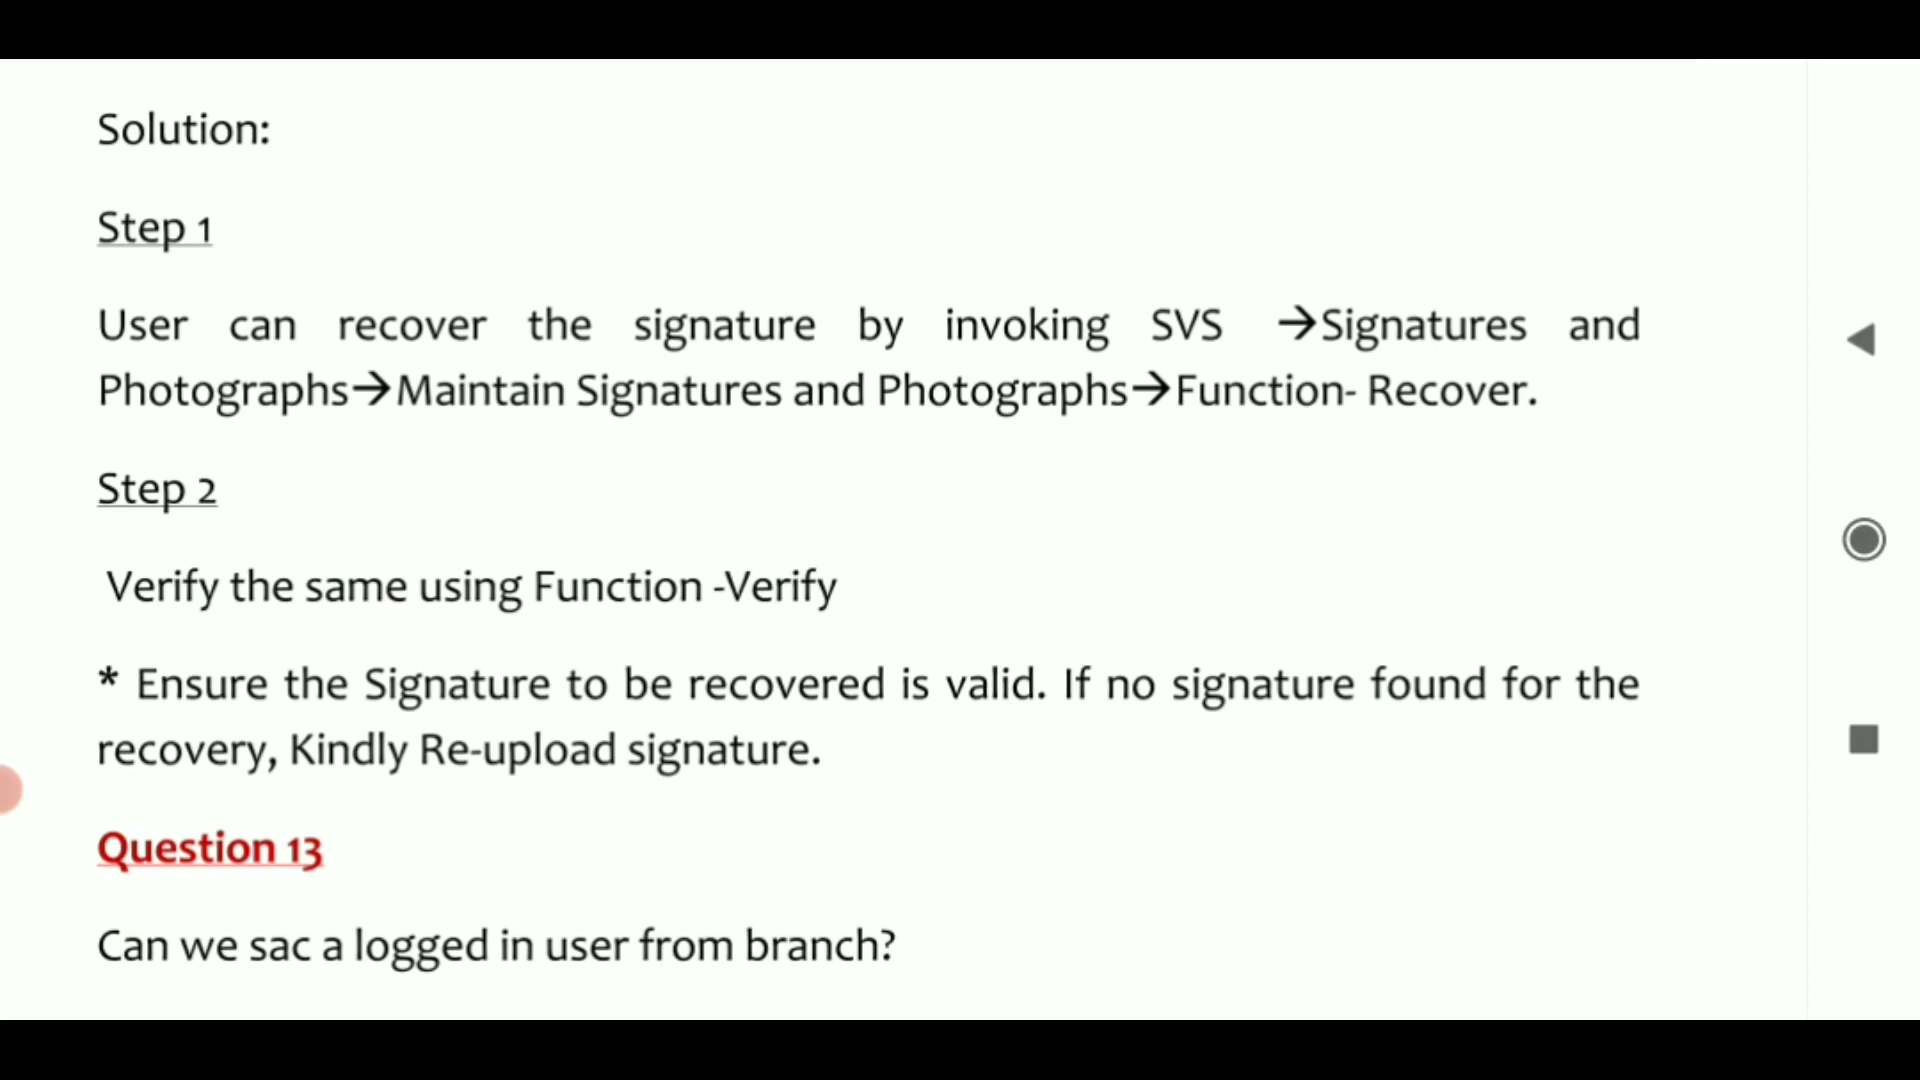 Solution:
Step 1
User can recover the signature by invoking SVS →Signatures and
Photographs→Maintain Signatures and Photographs→Function- Recover.
Step 2
Verify the same using Function -Verify
* Ensure the Signature to be recovered is valid. If no signature found for the
recovery, Kindly Re-upload signature.
Question 13
Can we sac a logged in user from branch?